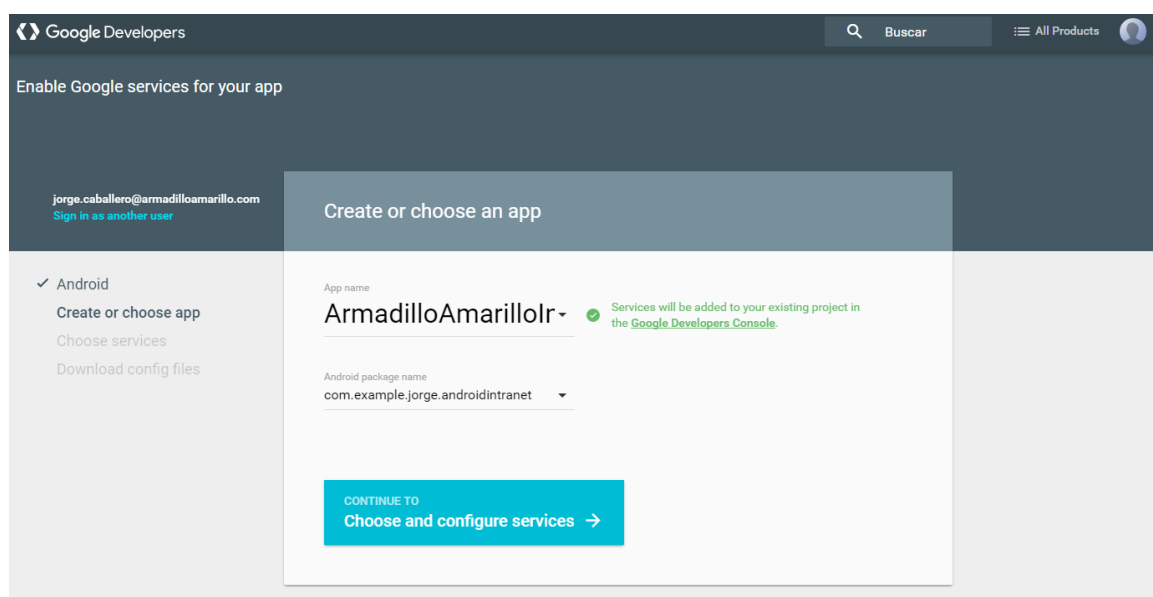 Google Developers
Buscar
All Products
Enable Google services for your app
jorge.caballero@armadilloamarillo.com
Sign in as another user
Create or choose an app
Android
Create or choose app
Choose services
Download config files
App name
ArmadilloAmarilloIr
Services will be added to your existing project in
the Google Developers Console.
Android package name
com.example.jorge.androidintranet
CONTINUE TO
Choose and configure services